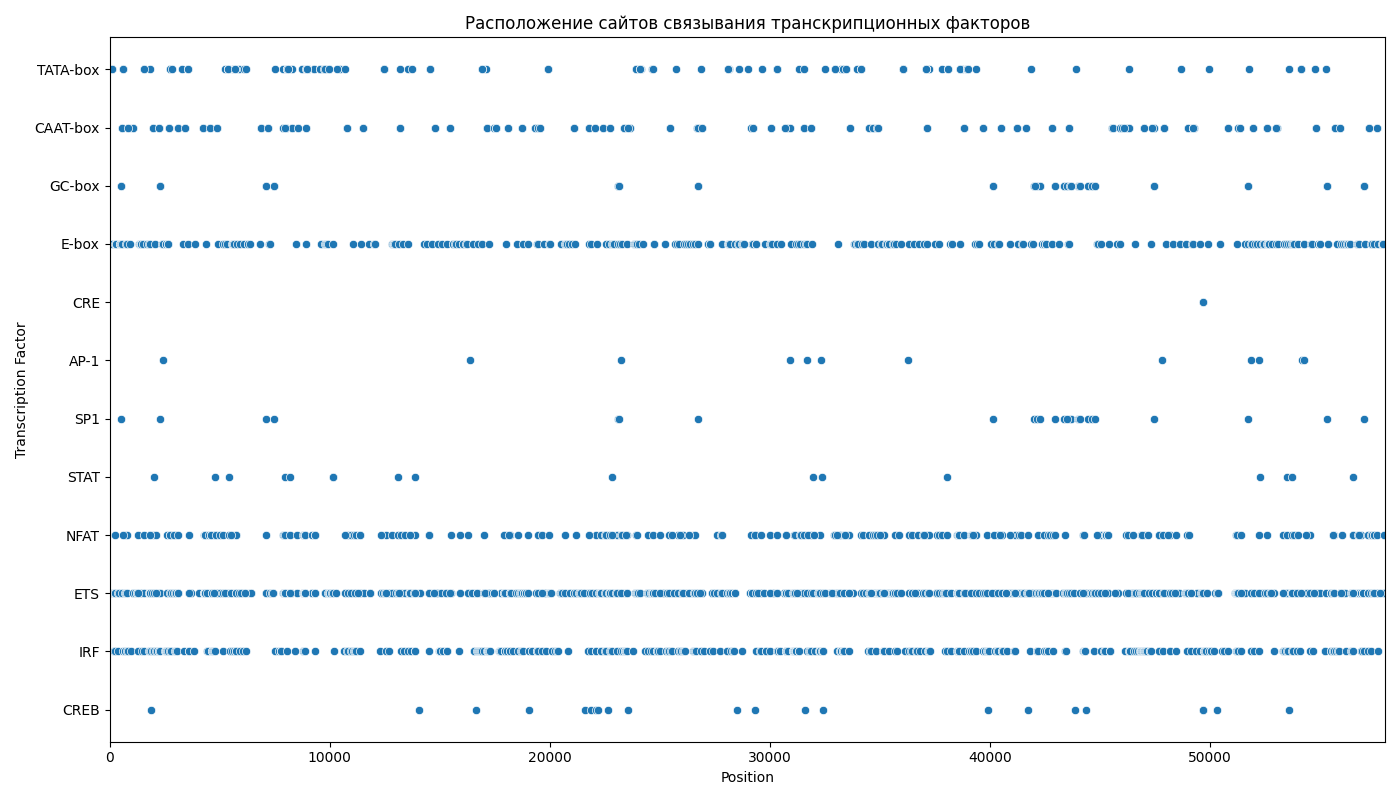 Расположение сайтов связывания транскрипционных факторов
Transcription Factor
TATA-box
CAAT-box
GC-box
E-box
CRE
AP-1
SP1
STAT
NFAT
ETS
IRF
CREB
0 10000 20000 30000 40000 50000
Position